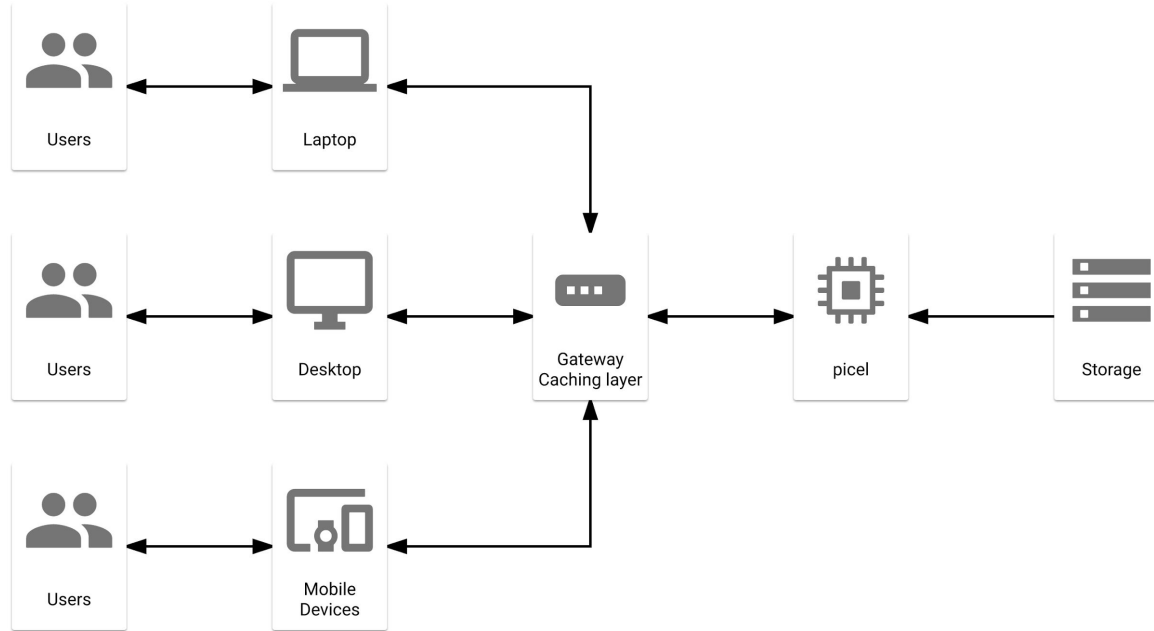 Users
Laptop
Users
Desktop
Gateway
Caching layer
picel
Storage
Users
Mobile
Devices